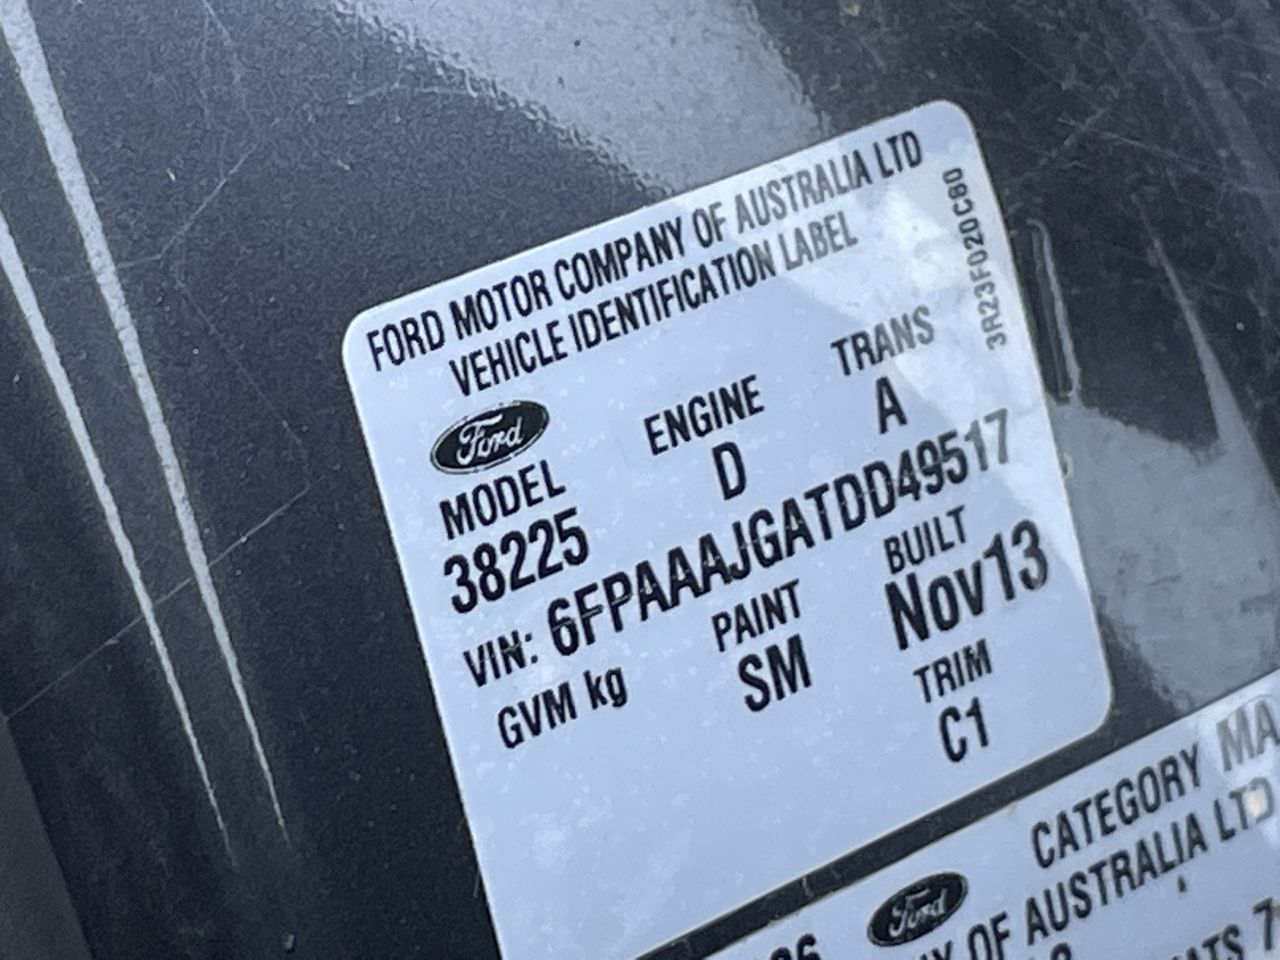 FORD MOTOR COMPANY OF AUSTRALIA LTD
VEHICLE IDENTIFICATION LABEL
3R23F020C80
Ford
MODEL ENGINE TRANS
38225 D A
VIN: 6FPAAAJGATDD49517
GVM kg PAINT BUILT
SM Nov13
TRIM
C1
CATEGORY MA
Ford
OF AUSTRALIA LTD